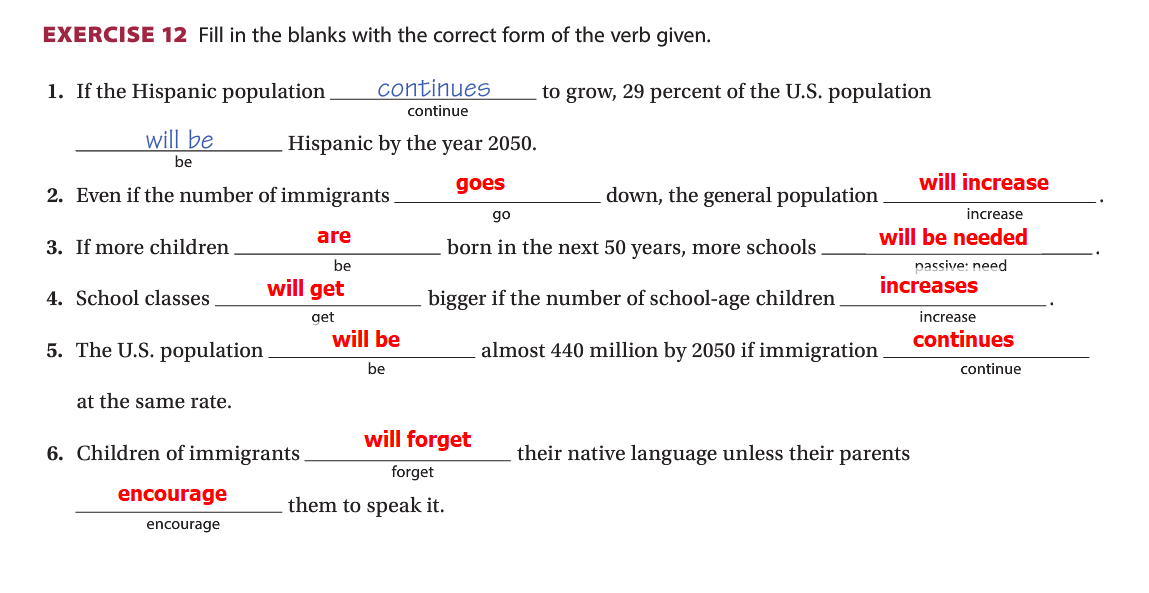 EXERCISE 12 Fill in the blanks with the correct form of the verb given.
1. If the Hispanic population continues to grow, 29 percent of the U.S. population
continue
will be Hispanic by the year 2050.
be
2. Even if the number of immigrants goes down, the general population will increase.
go increase
3. If more children are born in the next 50 years, more schools will be needed.
be passive: need
4. School classes will get bigger if the number of school-age children increases.
get increase
5. The U.S. population will be almost 440 million by 2050 if immigration continues
be continue
at the same rate.
6. Children of immigrants will forget their native language unless their parents
forget
encourage them to speak it.
encourage